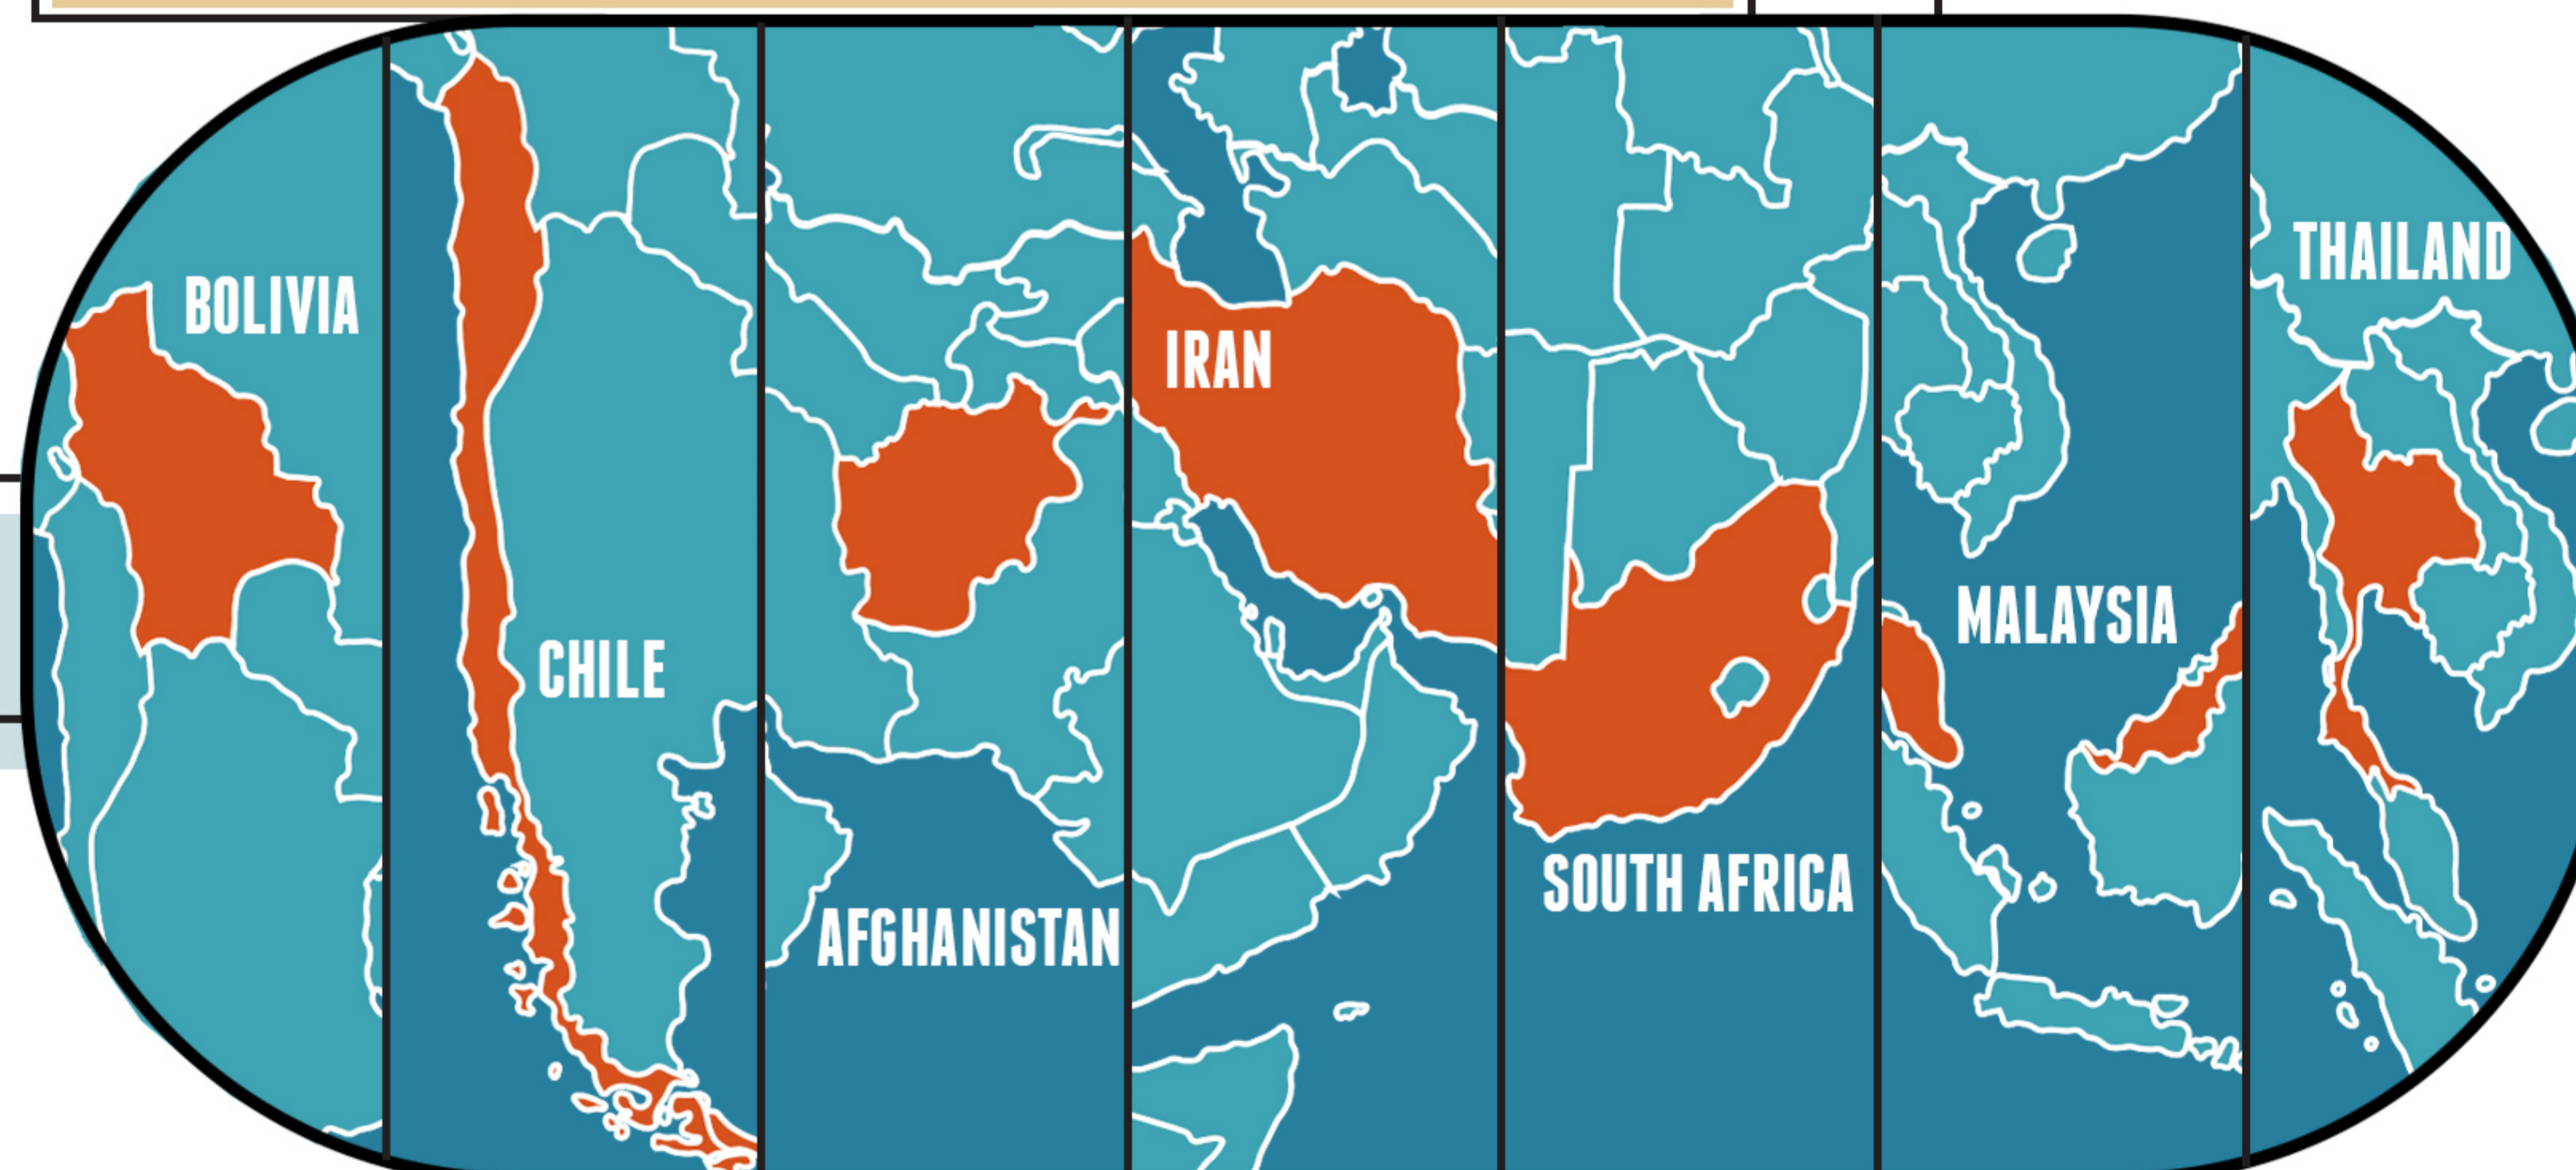 BOLIVIA
CHILE
AFGHANISTAN
IRAN
SOUTH AFRICA
MALAYSIA
THAILAND